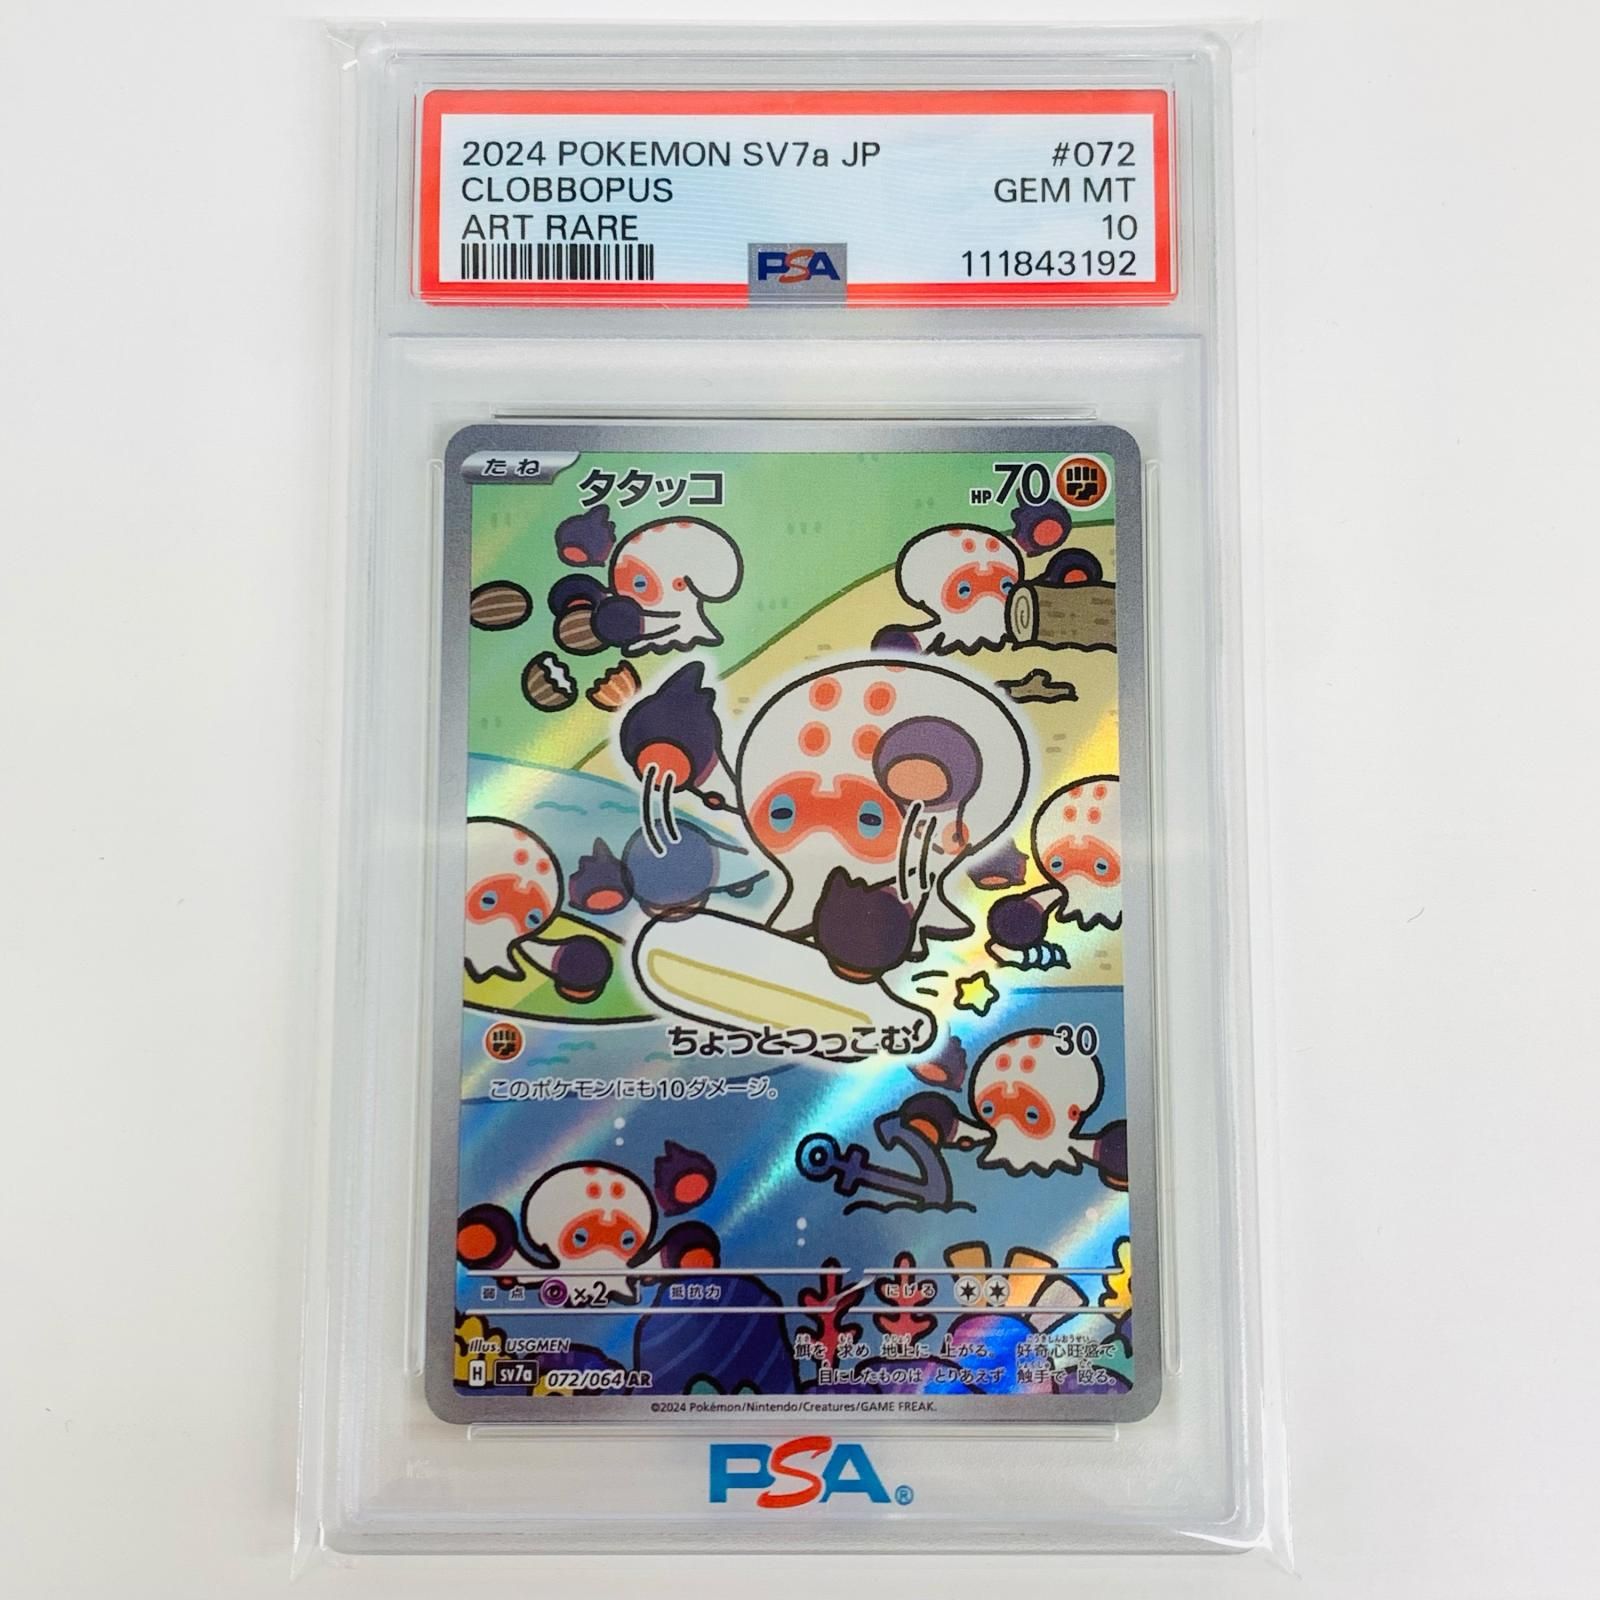 2024 POKEMON SV7a JP #072
CLOBBOPUS GEM MT
ART RARE 10
PSA 111843192
たね タタッコ HP70
ちょっとつっこむ 30
このポケモンにも10ダメージ。
弱点 ×2 抵抗力 にげる
Illus. USGMEN
餌を 求め 地上に 上がる。 好奇心旺盛で
H sv7a 072/064 AR
目にしたものは とりあえず 触手で 殴る。
©2024 Pokémon/Nintendo/Creatures/GAME FREAK.
PSA®